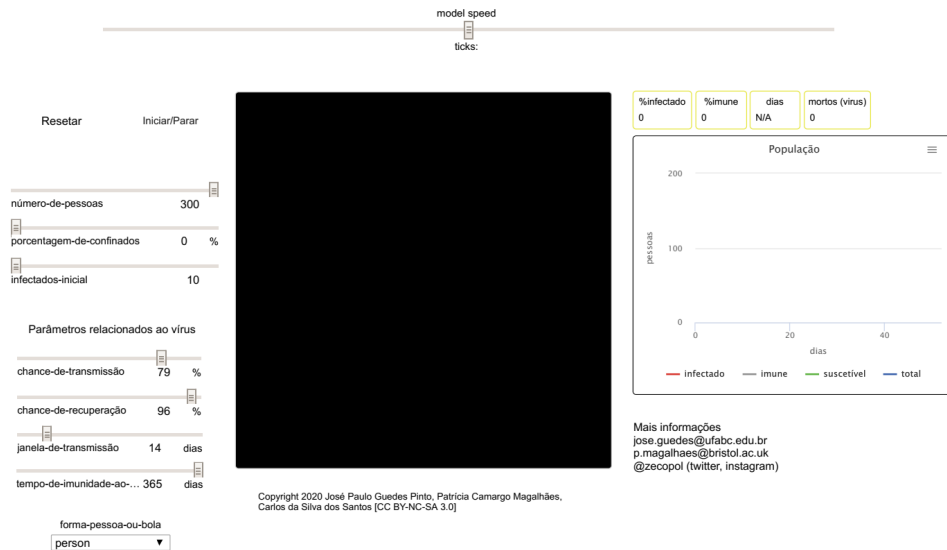 model speed
ticks:
Resetar
Iniciar/Parar
número-de-pessoas 300
porcentagem-de-confinados 0 %
infectados-inicial 10
Parâmetros relacionados ao vírus
chance-de-transmissão 79 %
chance-de-recuperação 96 %
janela-de-transmissão 14 dias
tempo-de-imunidade-ao-... 365 dias
forma-pessoa-ou-bola
person ▼
Copyright 2020 José Paulo Guedes Pinto, Patrícia Camargo Magalhães,
Carlos da Silva dos Santos [CC BY-NC-SA 3.0]
%infectado %imune dias mortos (vírus)
0 0 N/A 0
População
200
100
0
pessoas
0 20 40
dias
infectado imune suscetível total
Mais informações
jose.guedes@ufabc.edu.br
p.magalhaes@bristol.ac.uk
@zecopol (twitter, instagram)